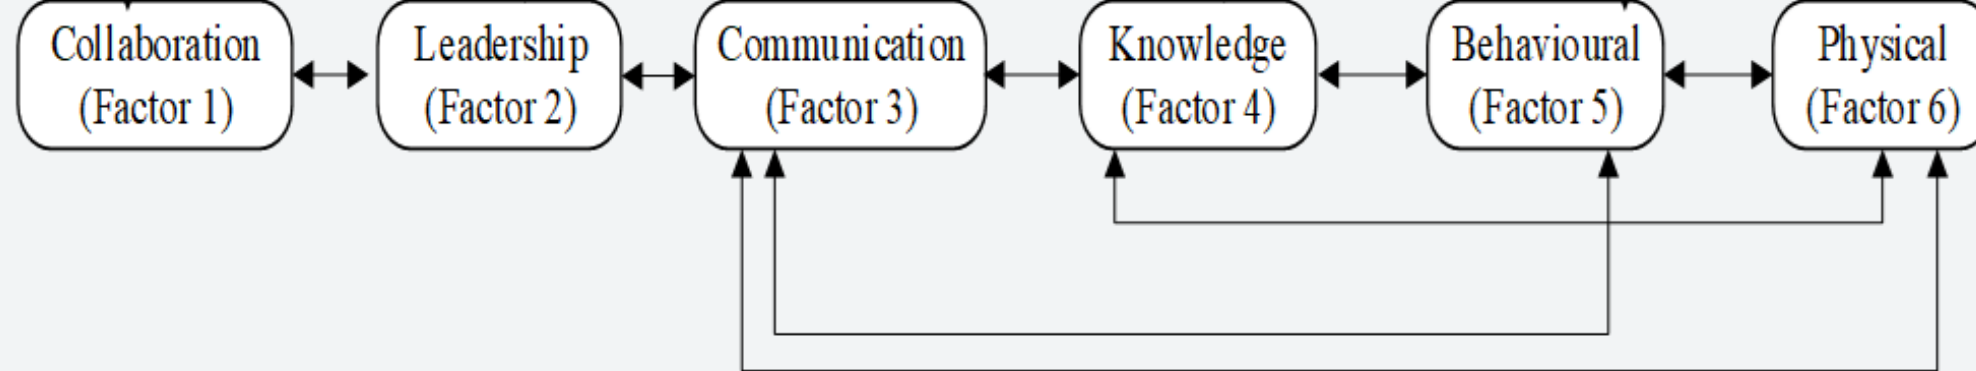 Collaboration
(Factor 1)
Leadership
(Factor 2)
Communication
(Factor 3)
Knowledge
(Factor 4)
Behavioural
(Factor 5)
Physical
(Factor 6)